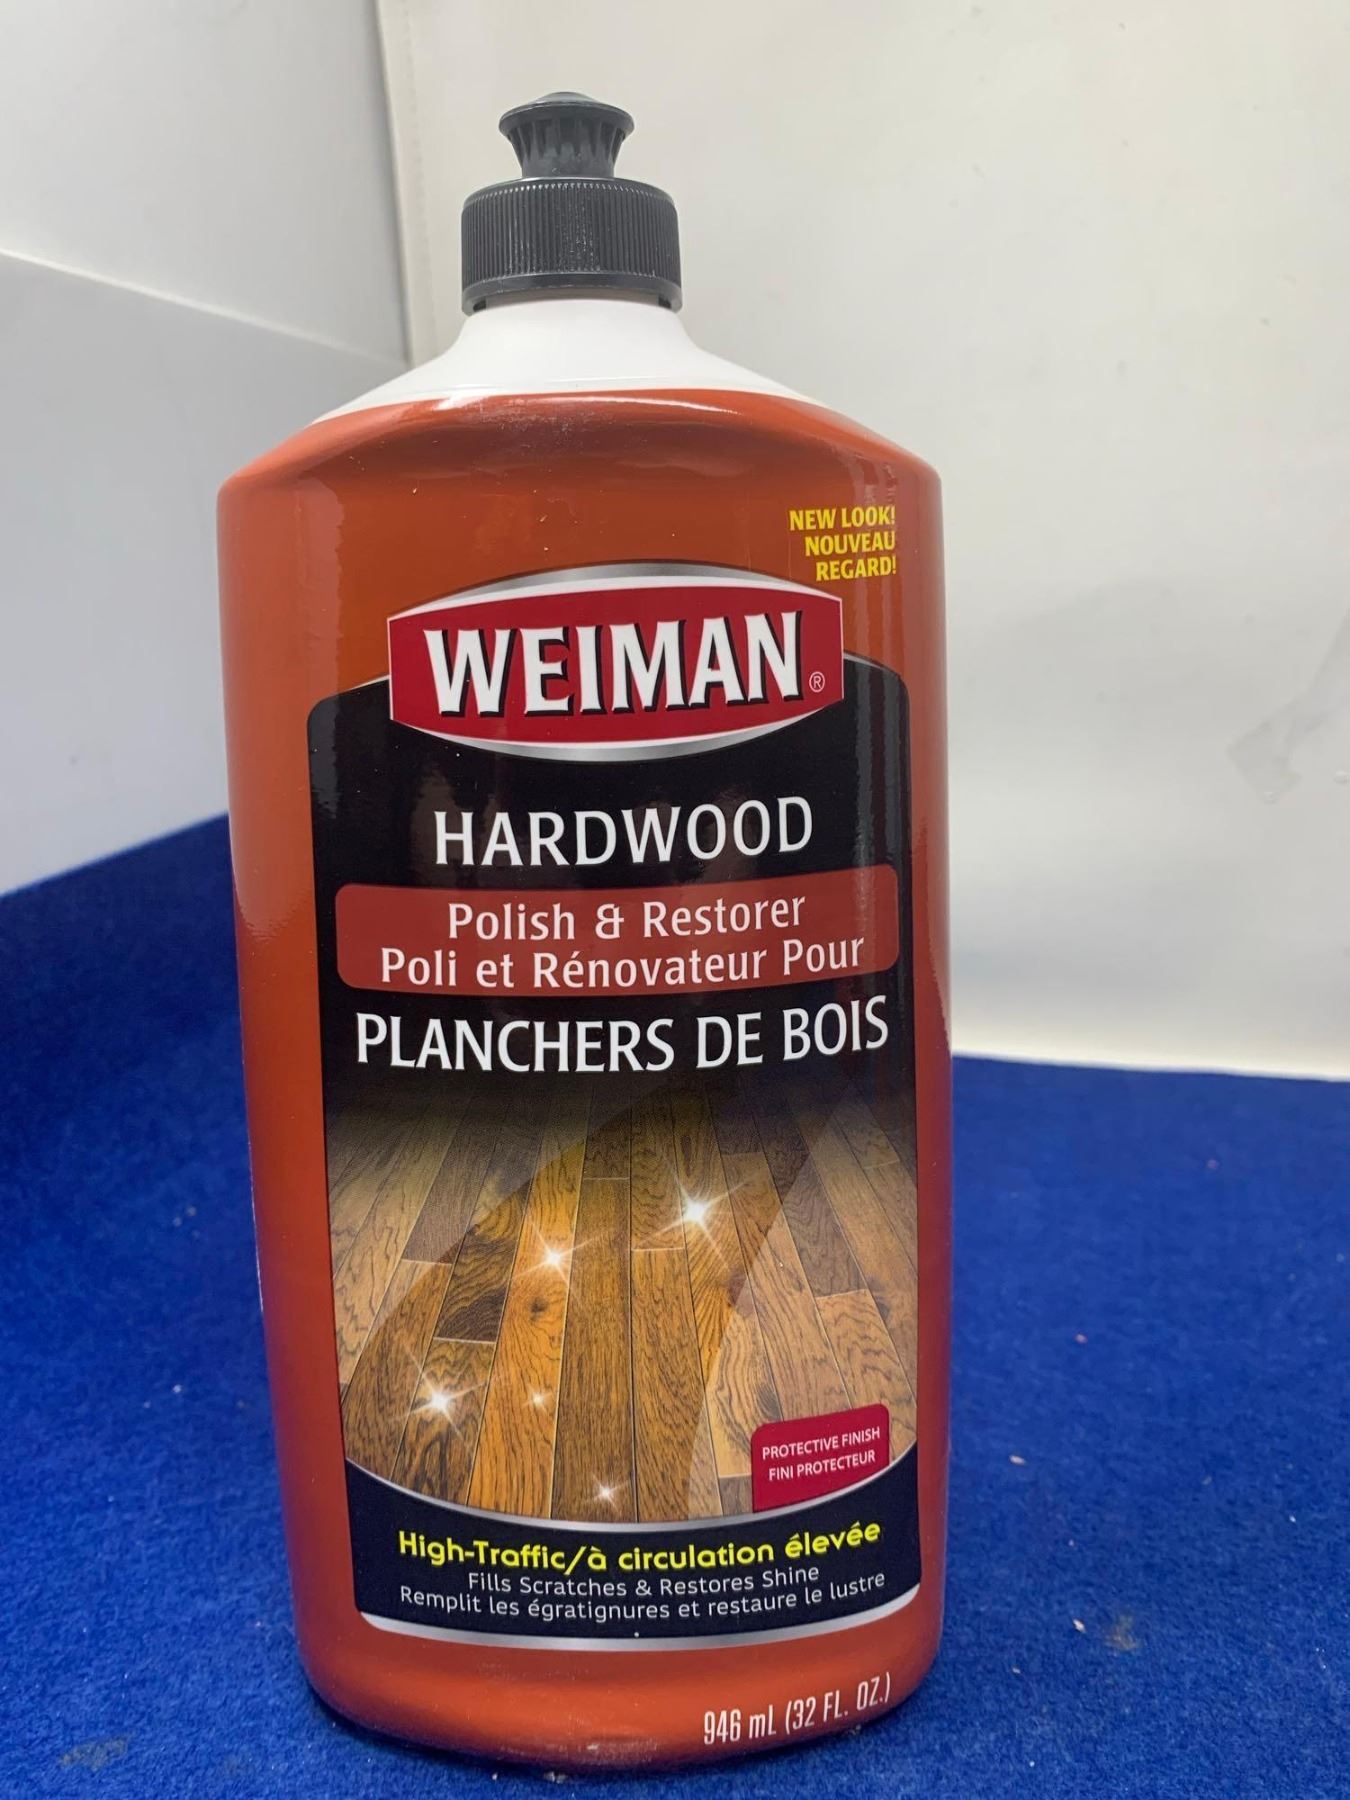 NEW LOOK!
NOUVEAU
REGARD!
WEIMAN®
HARDWOOD
Polish & Restorer
Poli et Rénovateur Pour
PLANCHERS DE BOIS
PROTECTIVE FINISH
FINI PROTECTEUR
High-Traffic/à circulation élevée
Fills Scratches & Restores Shine
Remplit les égratignures et restaure le lustre
946 mL (32 FL. OZ.)